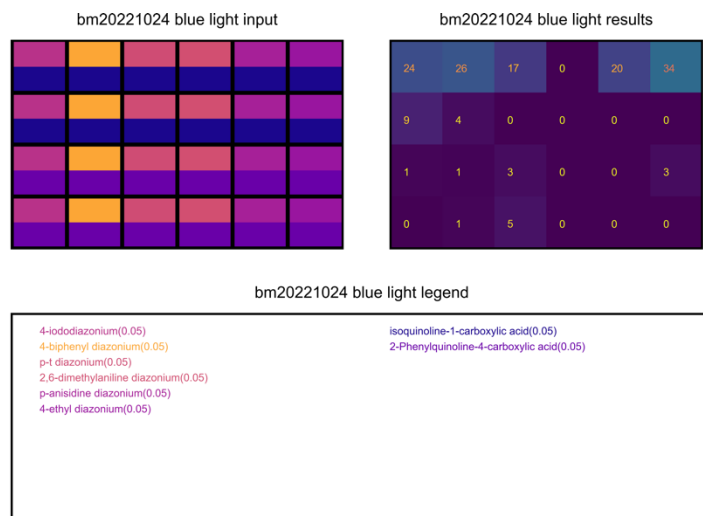 bm20221024 blue light input
bm20221024 blue light results
24 26 17 0 20 34
9 4 0 0 0 0
1 1 3 0 0 3
0 1 5 0 0 0
bm20221024 blue light legend
4-iododiazonium(0.05)
4-biphenyl diazonium(0.05)
p-t diazonium(0.05)
2,6-dimethylaniline diazonium(0.05)
p-anisidine diazonium(0.05)
4-ethyl diazonium(0.05)
isoquinoline-1-carboxylic acid(0.05)
2-Phenylquinoline-4-carboxylic acid(0.05)